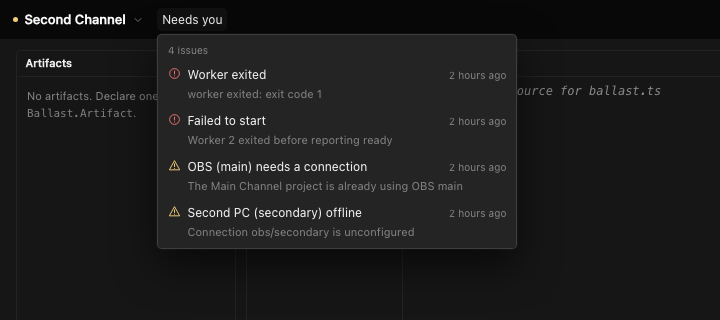 Second Channel
Needs you
4 issues
Worker exited 2 hours ago
worker exited: exit code 1
Failed to start 2 hours ago
Worker 2 exited before reporting ready
OBS (main) needs a connection 2 hours ago
The Main Channel project is already using OBS main
Second PC (secondary) offline 2 hours ago
Connection obs/secondary is unconfigured
Artifacts
No artifacts. Declare one
Ballast.Artifact.
ource for ballast.ts